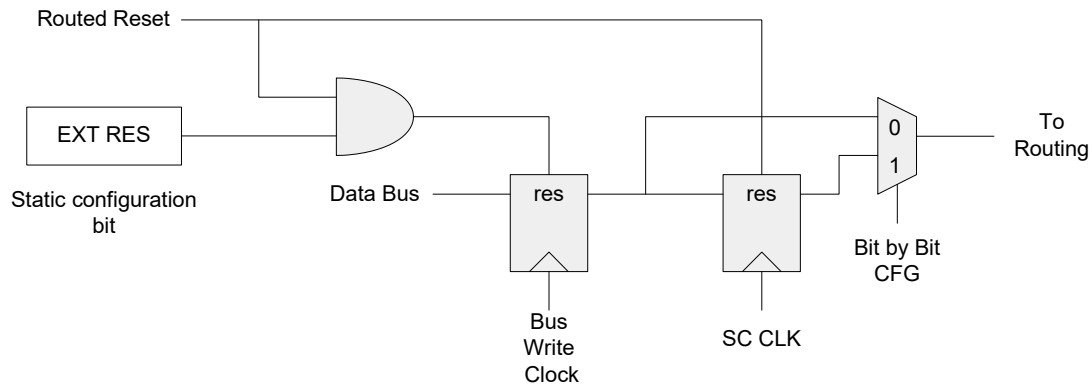 Routed Reset
EXT RES
Static configuration
bit
Data Bus
res
res
0
1
To
Routing
Bit by Bit
CFG
Bus
Write
Clock
SC CLK